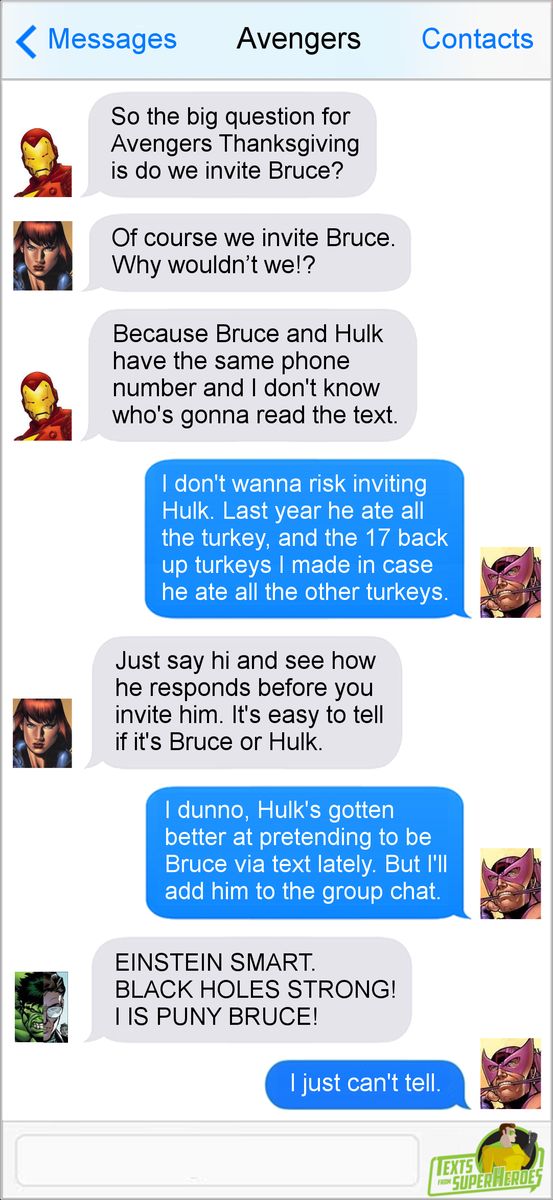 Messages
Avengers
Contacts
So the big question for
Avengers Thanksgiving
is do we invite Bruce?
Of course we invite Bruce.
Why wouldn’t we!?
Because Bruce and Hulk
have the same phone
number and I don't know
who's gonna read the text.
I don't wanna risk inviting
Hulk. Last year he ate all
the turkey, and the 17 back
up turkeys I made in case
he ate all the other turkeys.
Just say hi and see how
he responds before you
invite him. It's easy to tell
if it's Bruce or Hulk.
I dunno, Hulk's gotten
better at pretending to be
Bruce via text lately. But I'll
add him to the group chat.
EINSTEIN SMART.
BLACK HOLES STRONG!
I IS PUNY BRUCE!
I just can't tell.
TEXTS
FROM SUPERHEROES